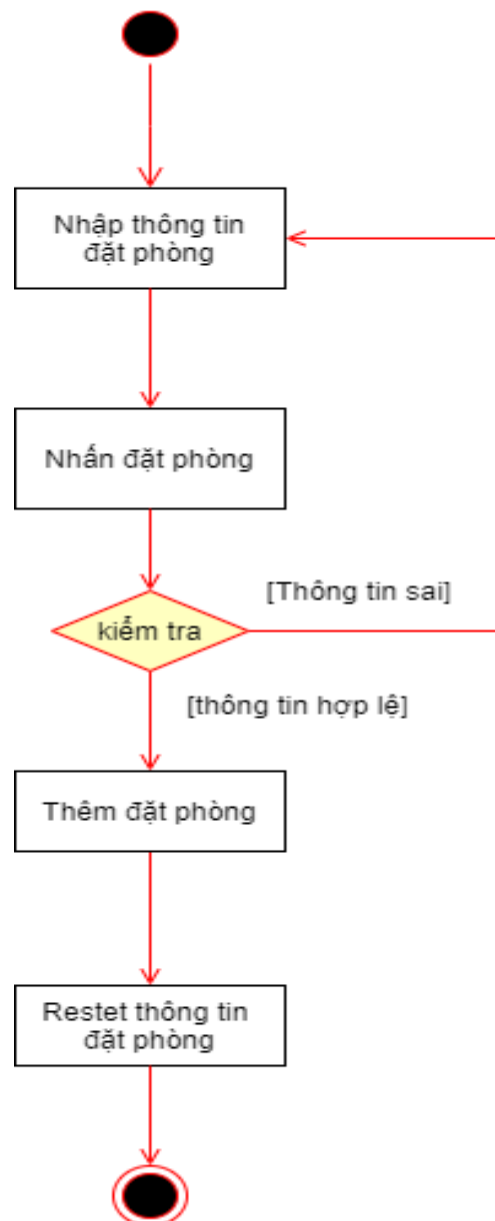 Nhập thông tin
đặt phòng
Nhấn đặt phòng
[Thông tin sai]
kiểm tra
[thông tin hợp lệ]
Thêm đặt phòng
Restet thông tin
đặt phòng